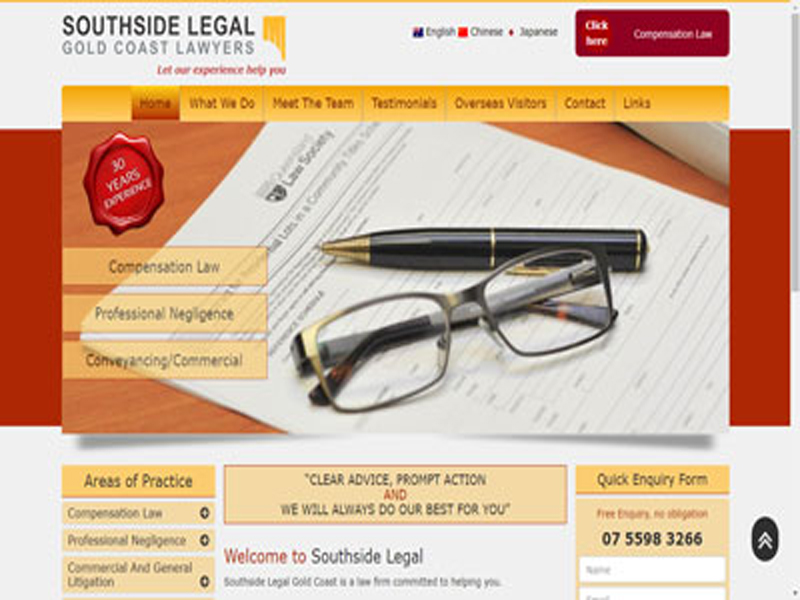 SOUTHSIDE LEGAL
GOLD COAST LAWYERS
Let our experience help you
English Chinese Japanese
Click here
Compensation Law
Home What We Do Meet The Team Testimonials Overseas Visitors Contact Links
30
YEARS
EXPERIENCE
Law Society
Lots in a Community Titles
Compensation Law
Professional Negligence
Conveyancing/Commercial
Areas of Practice
Compensation Law
Professional Negligence
Commercial And General
Litigation
"CLEAR ADVICE, PROMPT ACTION
AND
WE WILL ALWAYS DO OUR BEST FOR YOU"
Welcome to Southside Legal
Southside Legal Gold Coast is a law firm committed to helping you.
Quick Enquiry Form
Free Enquiry, no obligation
07 5598 3266
Name
Email